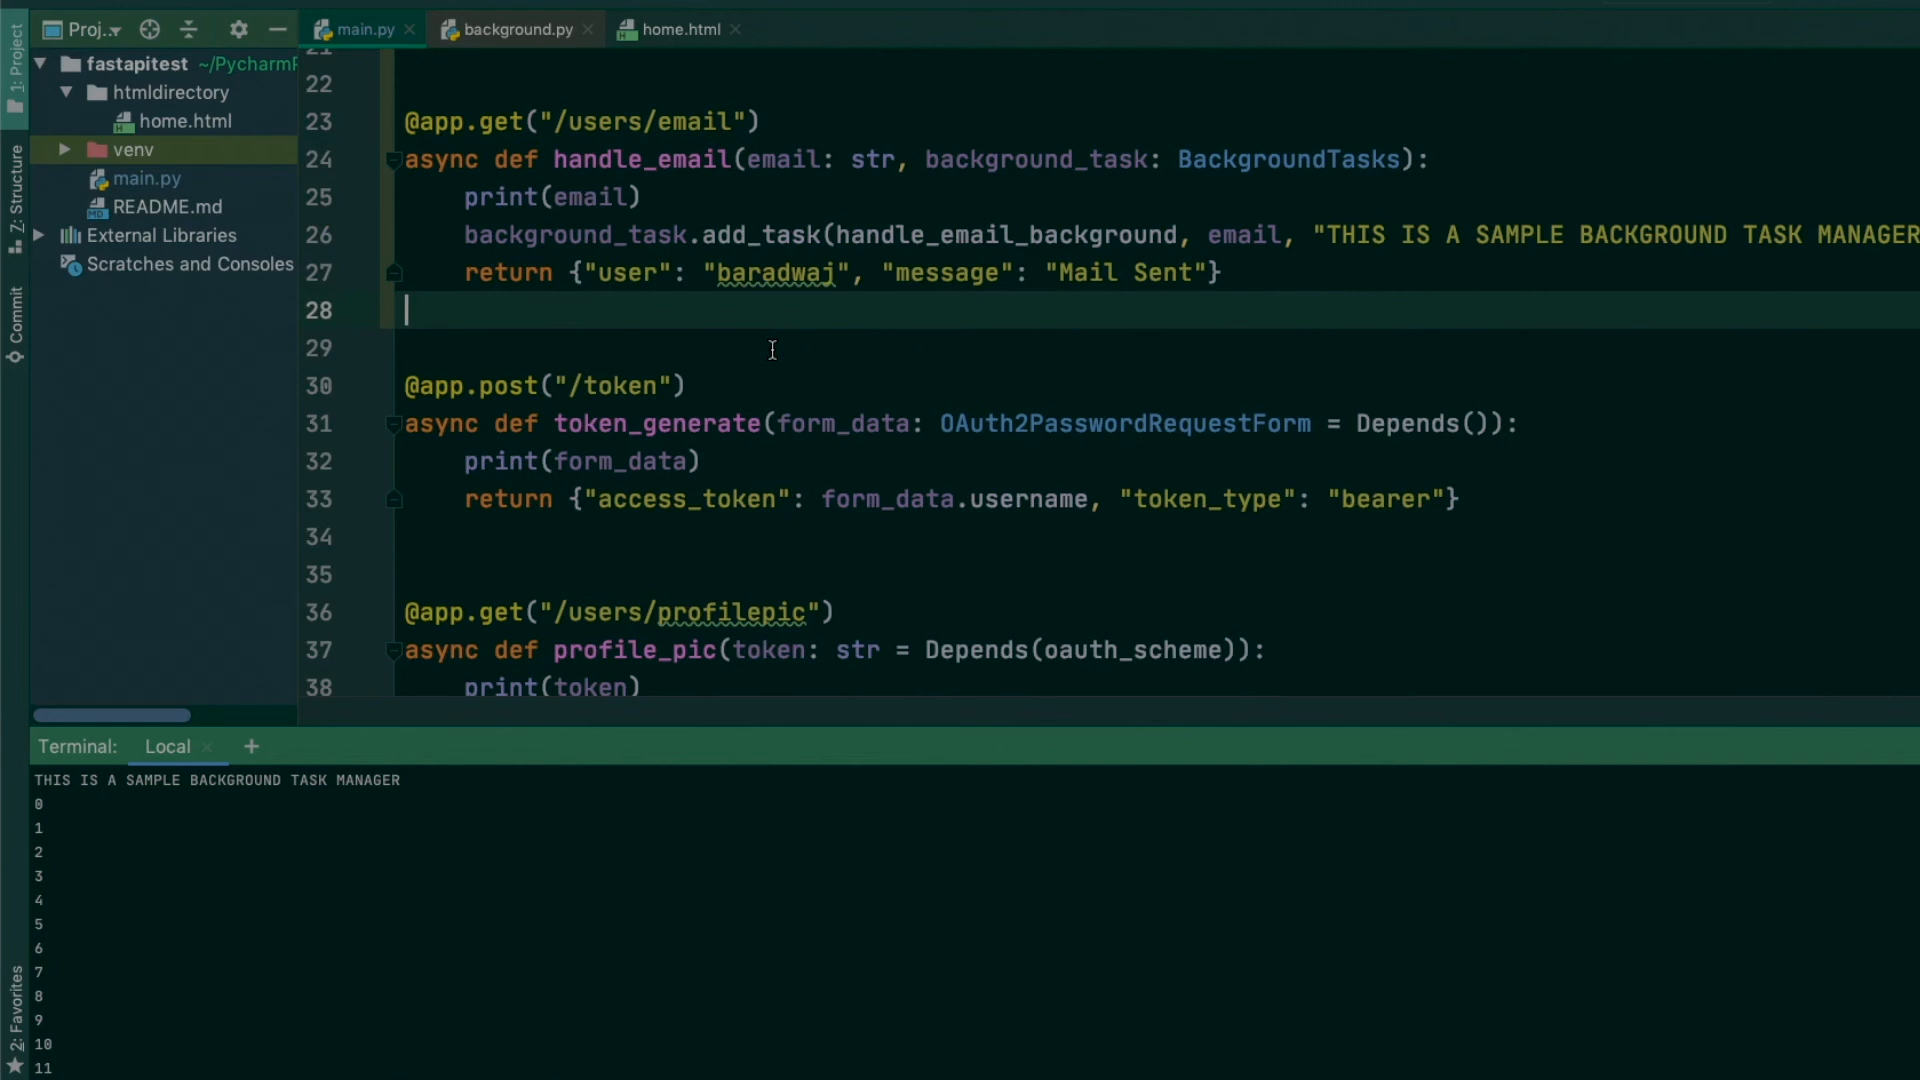 1: Project
Proj..
main.py
background.py
home.html
fastapitest ~/PycharmP
htmldirectory
home.html
venv
main.py
README.md
External Libraries
Scratches and Consoles
Z: Structure
Commit
2: Favorites
21
22
23 @app.get("/users/email")
24 async def handle_email(email: str, background_task: BackgroundTasks):
25 print(email)
26 background_task.add_task(handle_email_background, email, "THIS IS A SAMPLE BACKGROUND TASK MANAGER
27 return {"user": "baradwaj", "message": "Mail Sent"}
28
29
30 @app.post("/token")
31 async def token_generate(form_data: OAuth2PasswordRequestForm = Depends()):
32 print(form_data)
33 return {"access_token": form_data.username, "token_type": "bearer"}
34
35
36 @app.get("/users/profilepic")
37 async def profile_pic(token: str = Depends(oauth_scheme)):
38 print(token)
Terminal: Local +
THIS IS A SAMPLE BACKGROUND TASK MANAGER
0
1
2
3
4
5
6
7
8
9
10
11